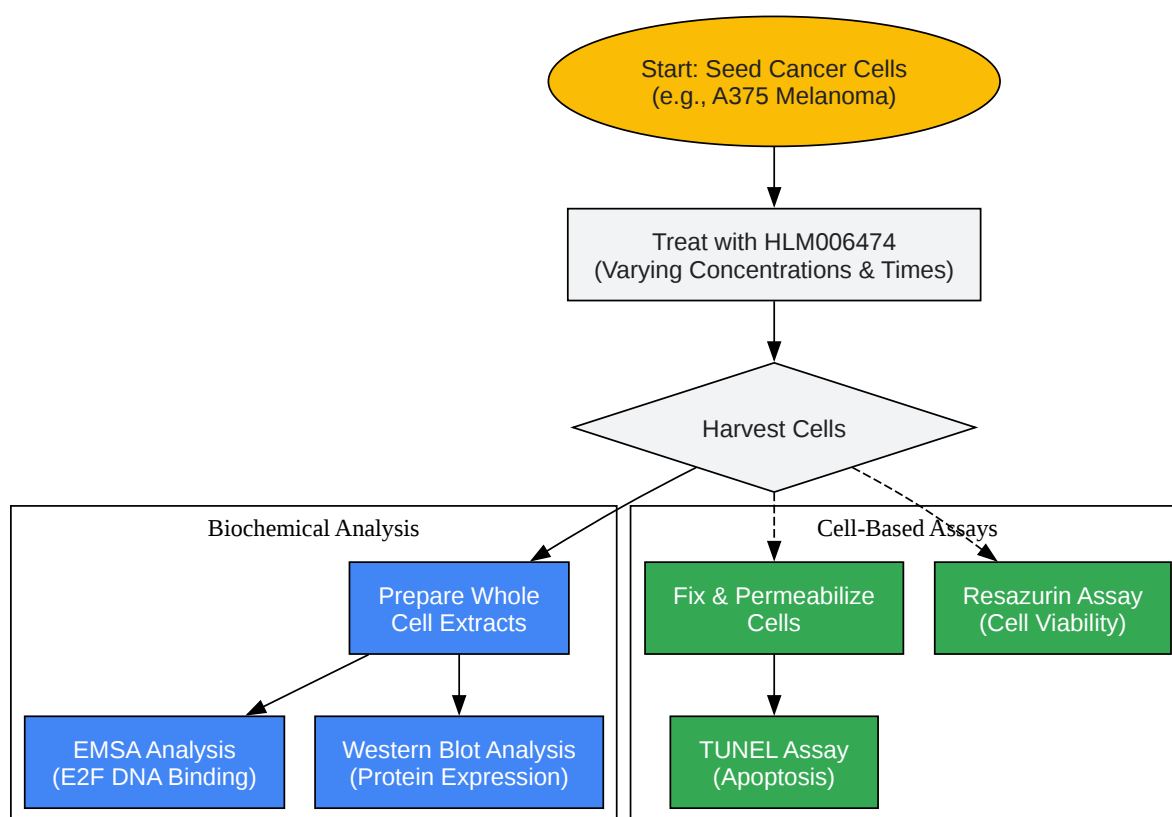 Start: Seed Cancer Cells
(e.g., A375 Melanoma)
Treat with HLM006474
(Varying Concentrations & Times)
Harvest Cells
Biochemical Analysis
Cell-Based Assays
Prepare Whole
Cell Extracts
Fix & Permeabilize
Cells
Resazurin Assay
(Cell Viability)
EMSA Analysis
(E2F DNA Binding)
Western Blot Analysis
(Protein Expression)
TUNEL Assay
(Apoptosis)